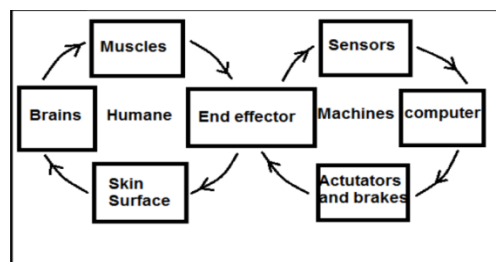 Muscles
Sensors
Brains
Humane
End effector
Machines
computer
Skin
Surface
Actutators
and brakes